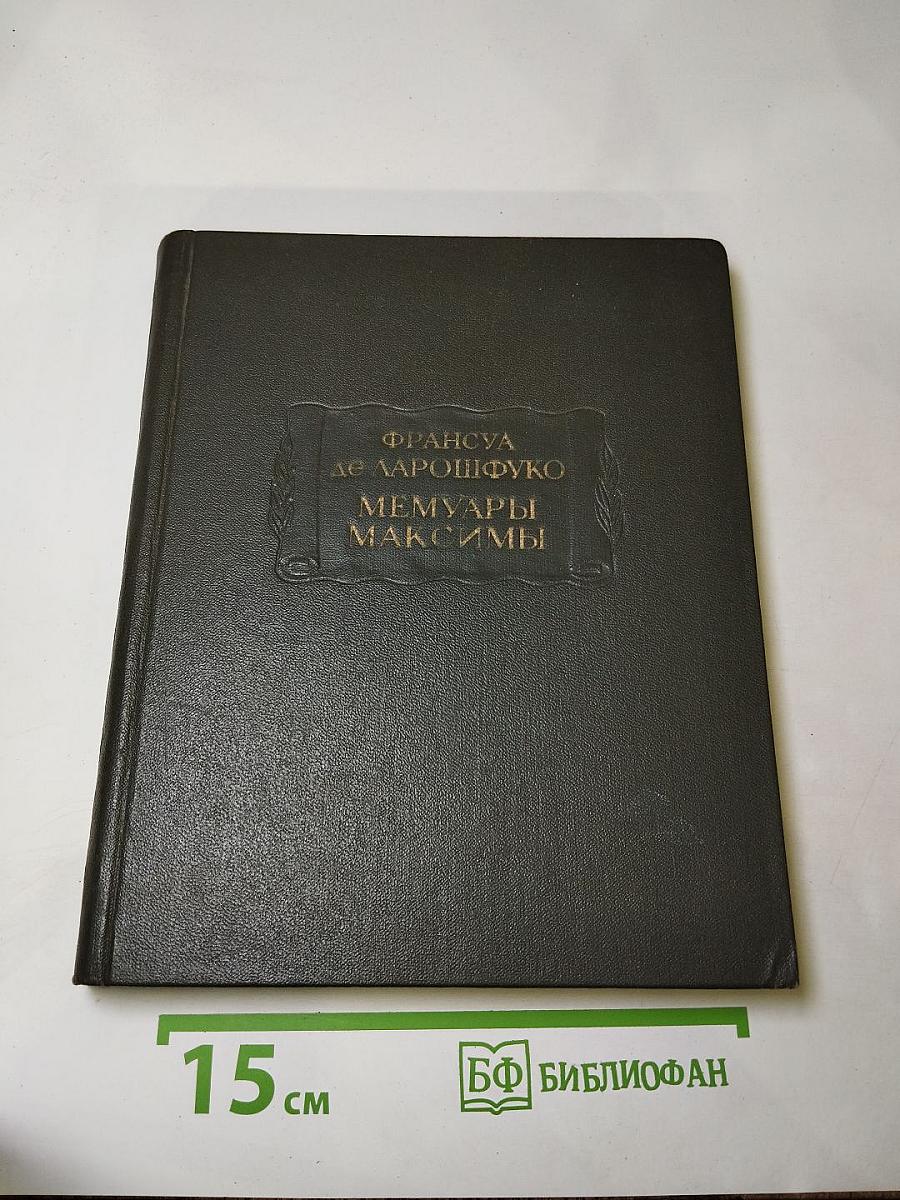 ФРАНСУА
де ЛАРОШФУКО
МЕМУАРЫ
МАКСИМЫ
15 см
БФ БИБЛИОФАН